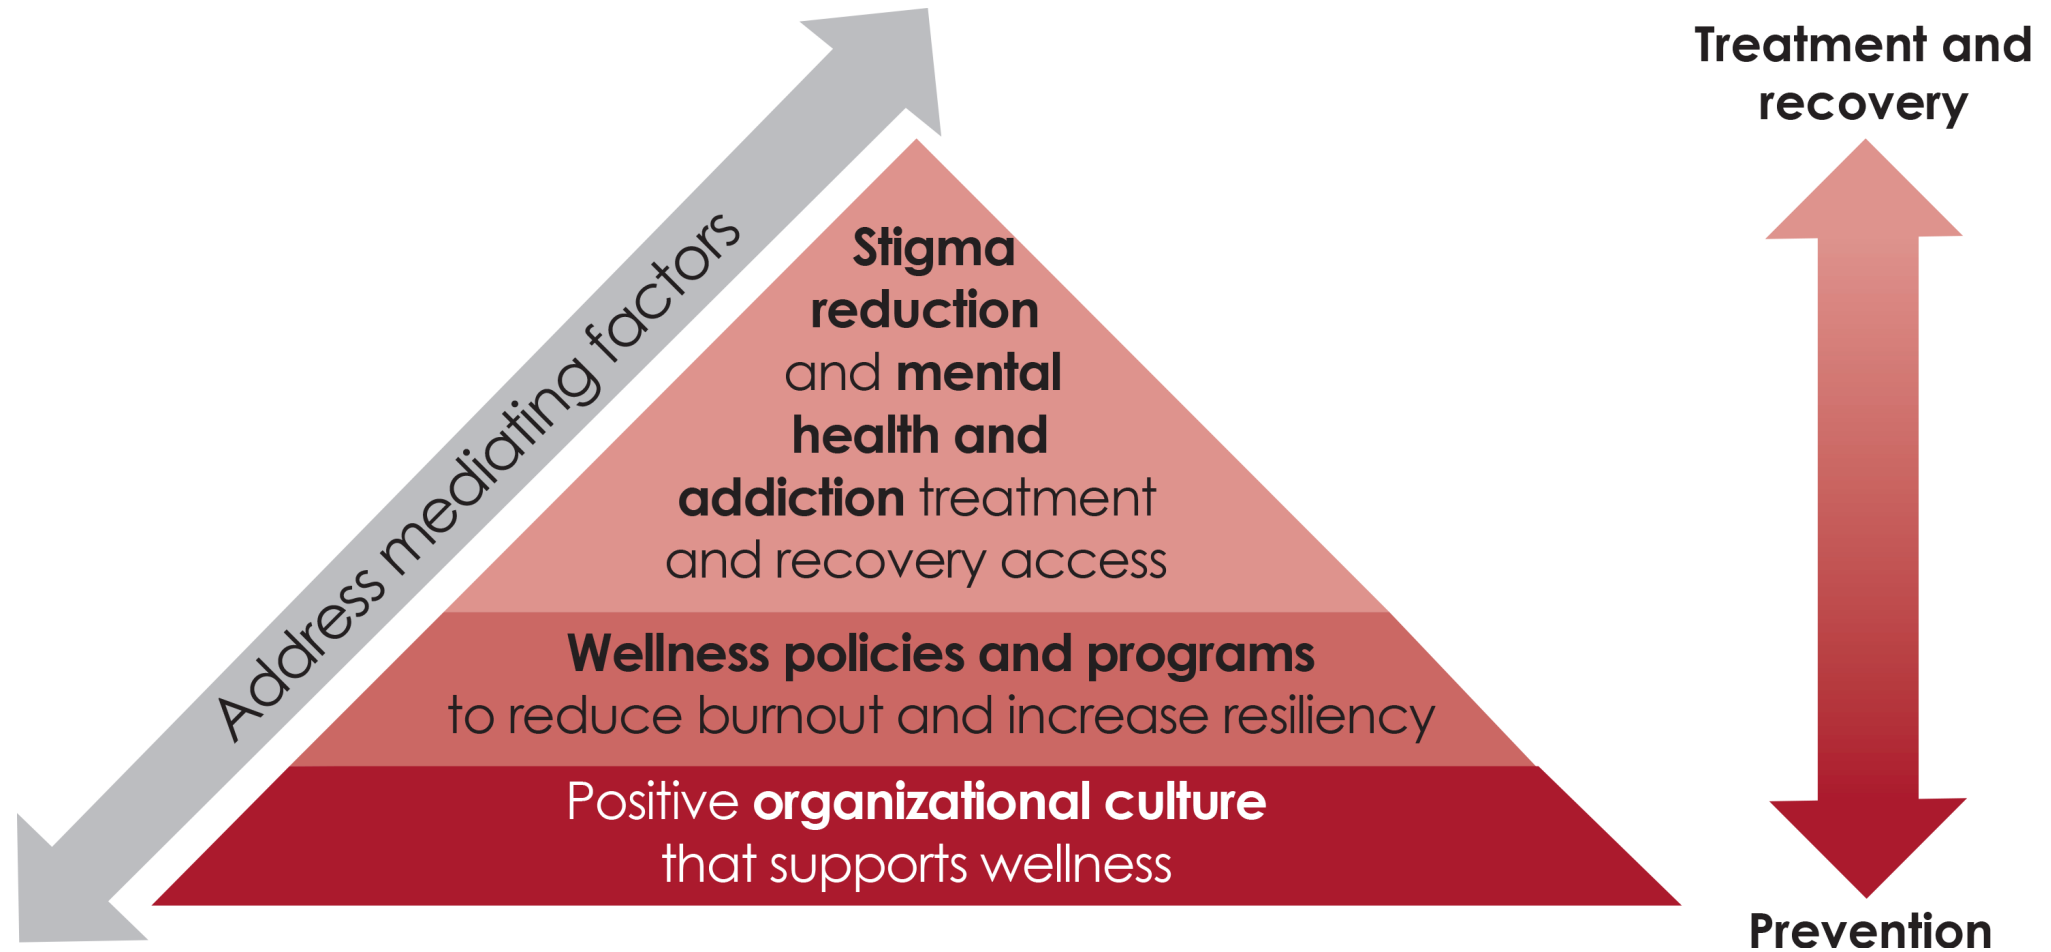 Treatment and
recovery
Address mediating factors
Stigma
reduction
and mental
health and
addiction treatment
and recovery access
Wellness policies and programs
to reduce burnout and increase resiliency
Positive organizational culture
that supports wellness
Prevention